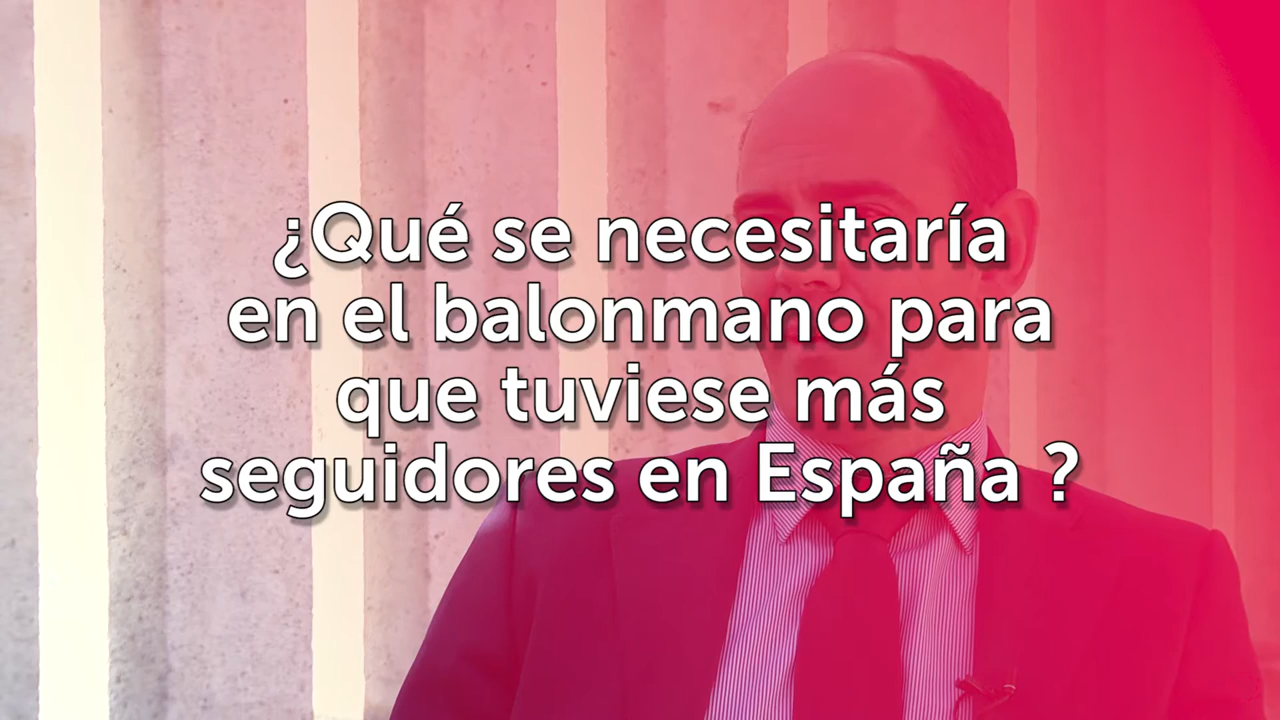 ¿Qué se necesitaría
en el balonmano para
que tuviese más
seguidores en España ?